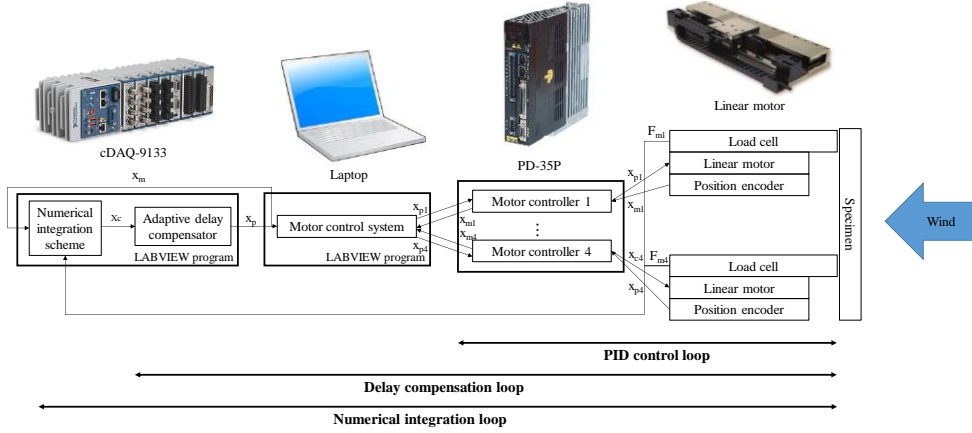 Linear motor
cDAQ-9133
Laptop
PD-35P
F_m1
Load cell
Linear motor
Position encoder
x_p1
x_m1
Specimen
Wind
x_m
Numerical
integration
scheme
x_c
Adaptive delay
compensator
x_p
LABVIEW program
Motor control system
LABVIEW program
x_p1
x_m1
x_m4
x_p4
Motor controller 1
⋮
Motor controller 4
x_c4
F_m4
x_p4
Load cell
Linear motor
Position encoder
PID control loop
Delay compensation loop
Numerical integration loop